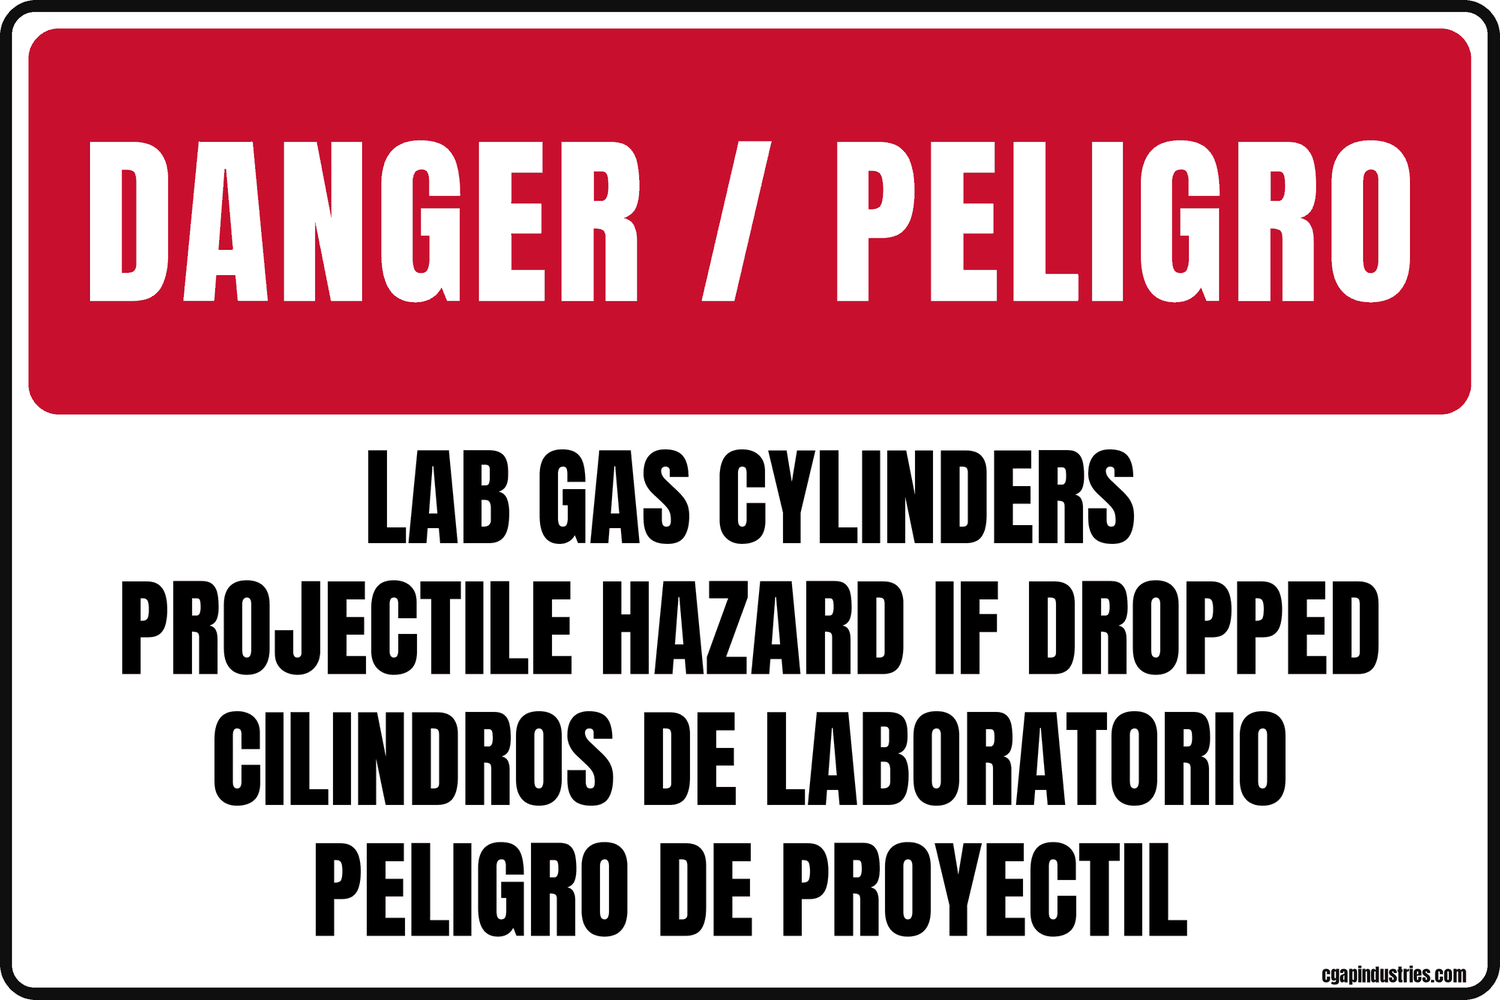 DANGER / PELIGRO
LAB GAS CYLINDERS
PROJECTILE HAZARD IF DROPPED
CILINDROS DE LABORATORIO
PELIGRO DE PROYECTIL
cgapindustries.com